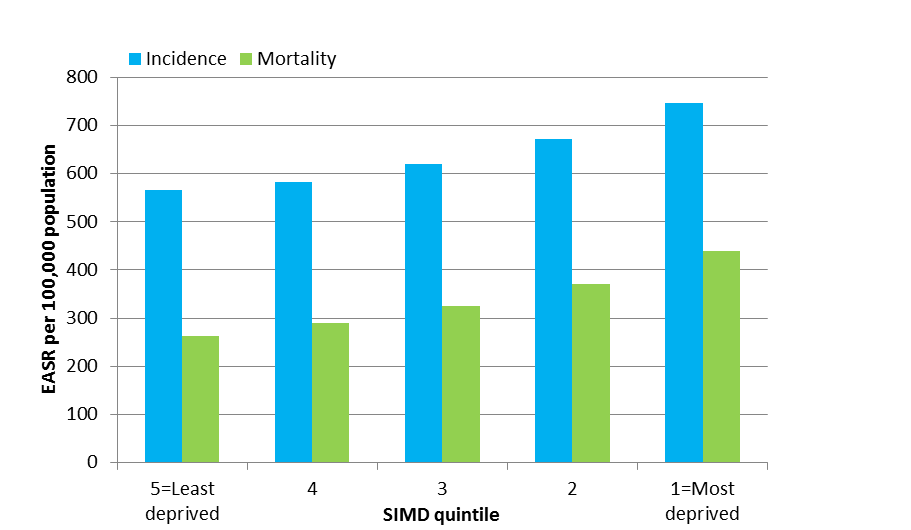 Incidence Mortality
800
700
600
500
400
300
200
100
0
EASR per 100,000 population
5=Least deprived
4
3
2
1=Most deprived
SIMD quintile